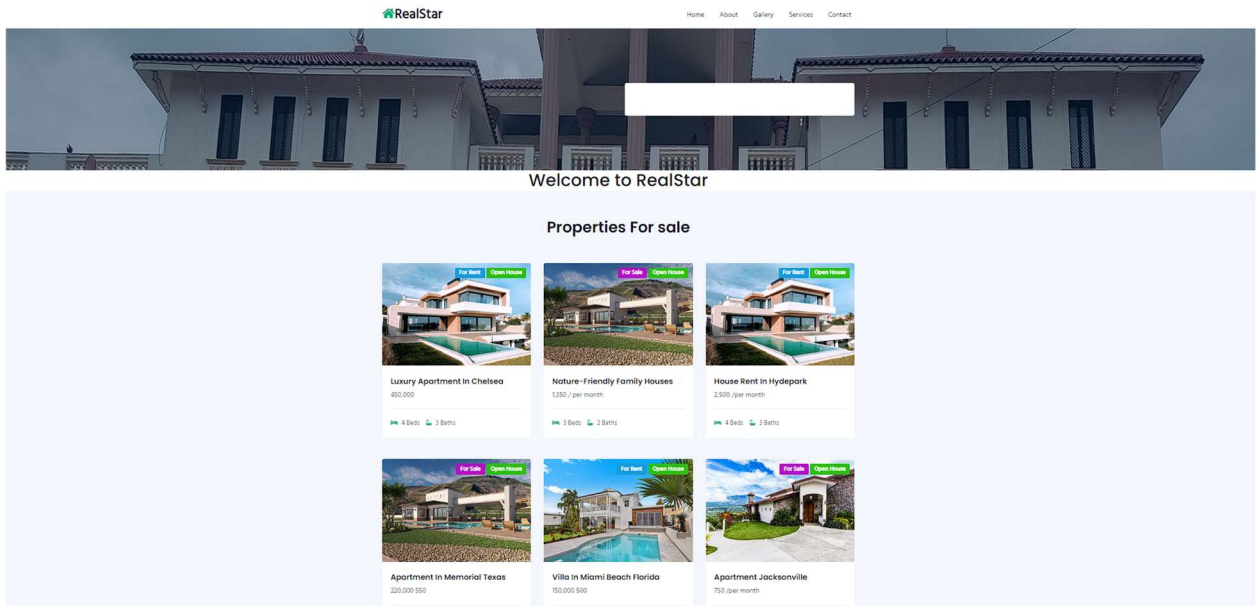 RealStar
Home About Gallery Services Contact
Welcome to RealStar
Properties For sale
For Rent Open House
For Sale Open House
For Rent Open House
Luxury Apartment In Chelsea
450,000
4 Beds 3 Baths
Nature-Friendly Family Houses
1,350 / per month
3 Beds 2 Baths
House Rent In Hydepark
2,500 /per month
4 Beds 3 Baths
For Sale Open House
For Rent Open House
For Sale Open House
Apartment In Memorial Texas
220,000 550
Villa In Miami Beach Florida
150,000 500
Apartment Jacksonville
750 /per month